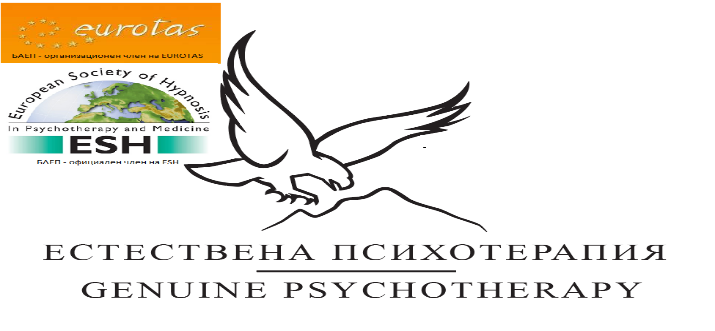 eurotas
БАЕП - организационен член на EUROTAS
European Society of Hypnosis
In Psychotherapy and Medicine
ESH
БАЕП - официален член на ESH
ЕСТЕСТВЕНА ПСИХОТЕРАПИЯ
GENUINE PSYCHOTHERAPY